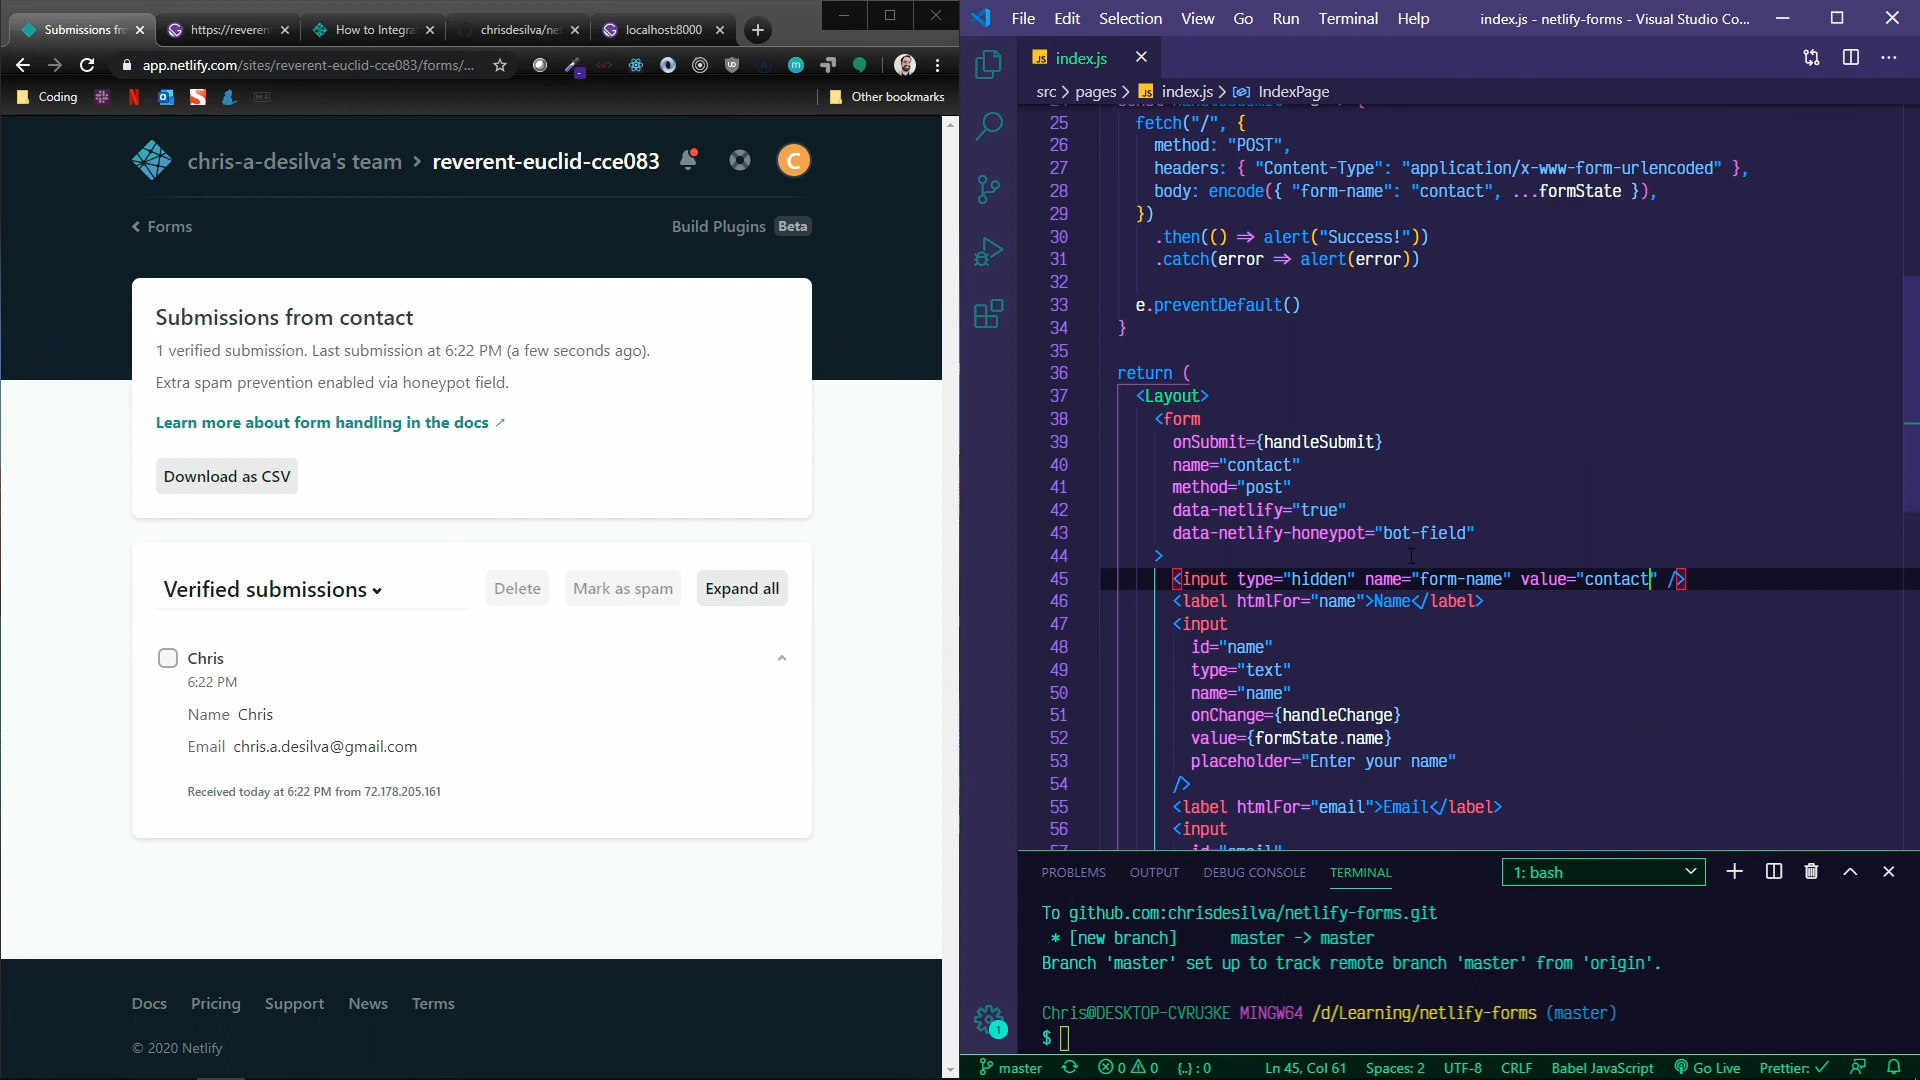 Submissions fr
https://reveren
How to Integra
chrisdesilva/ne
localhost:8000
app.netlify.com/sites/reverent-euclid-cce083/forms/...
Coding
Other bookmarks
chris-a-desilva's team > reverent-euclid-cce083
C
Forms
Build Plugins Beta
Submissions from contact
1 verified submission. Last submission at 6:22 PM (a few seconds ago).
Extra spam prevention enabled via honeypot field.
Learn more about form handling in the docs
Download as CSV
Verified submissions
Delete
Mark as spam
Expand all
Chris
6:22 PM
Name Chris
Email chris.a.desilva@gmail.com
Received today at 6:22 PM from 72.178.205.161
Docs Pricing Support News Terms
© 2020 Netlify
File Edit Selection View Go Run Terminal Help
index.js - netlify-forms - Visual Studio Co...
JS index.js
src > pages > JS index.js > IndexPage
25 fetch("/", {
26 method: "POST",
27 headers: { "Content-Type": "application/x-www-form-urlencoded" },
28 body: encode({ "form-name": "contact", ...formState }),
29 })
30 .then(() => alert("Success!"))
31 .catch(error => alert(error))
32
33 e.preventDefault()
34 }
35
36 return (
37 <Layout>
38 <form
39 onSubmit={handleSubmit}
40 name="contact"
41 method="post"
42 data-netlify="true"
43 data-netlify-honeypot="bot-field"
44 >
45 <input type="hidden" name="form-name" value="contact" />
46 <label htmlFor="name">Name</label>
47 <input
48 id="name"
49 type="text"
50 name="name"
51 onChange={handleChange}
52 value={formState.name}
53 placeholder="Enter your name"
54 />
55 <label htmlFor="email">Email</label>
56 <input
57 id="email"
PROBLEMS OUTPUT DEBUG CONSOLE TERMINAL
1: bash
To github.com:chrisdesilva/netlify-forms.git
* [new branch] master -> master
Branch 'master' set up to track remote branch 'master' from 'origin'.
Chris@DESKTOP-CVRU3KE MINGW64 /d/Learning/netlify-forms (master)
$
1
master
0 0
{..} : 0
Ln 45, Col 61
Spaces: 2
UTF-8
CRLF
Babel JavaScript
Go Live
Prettier: ✓